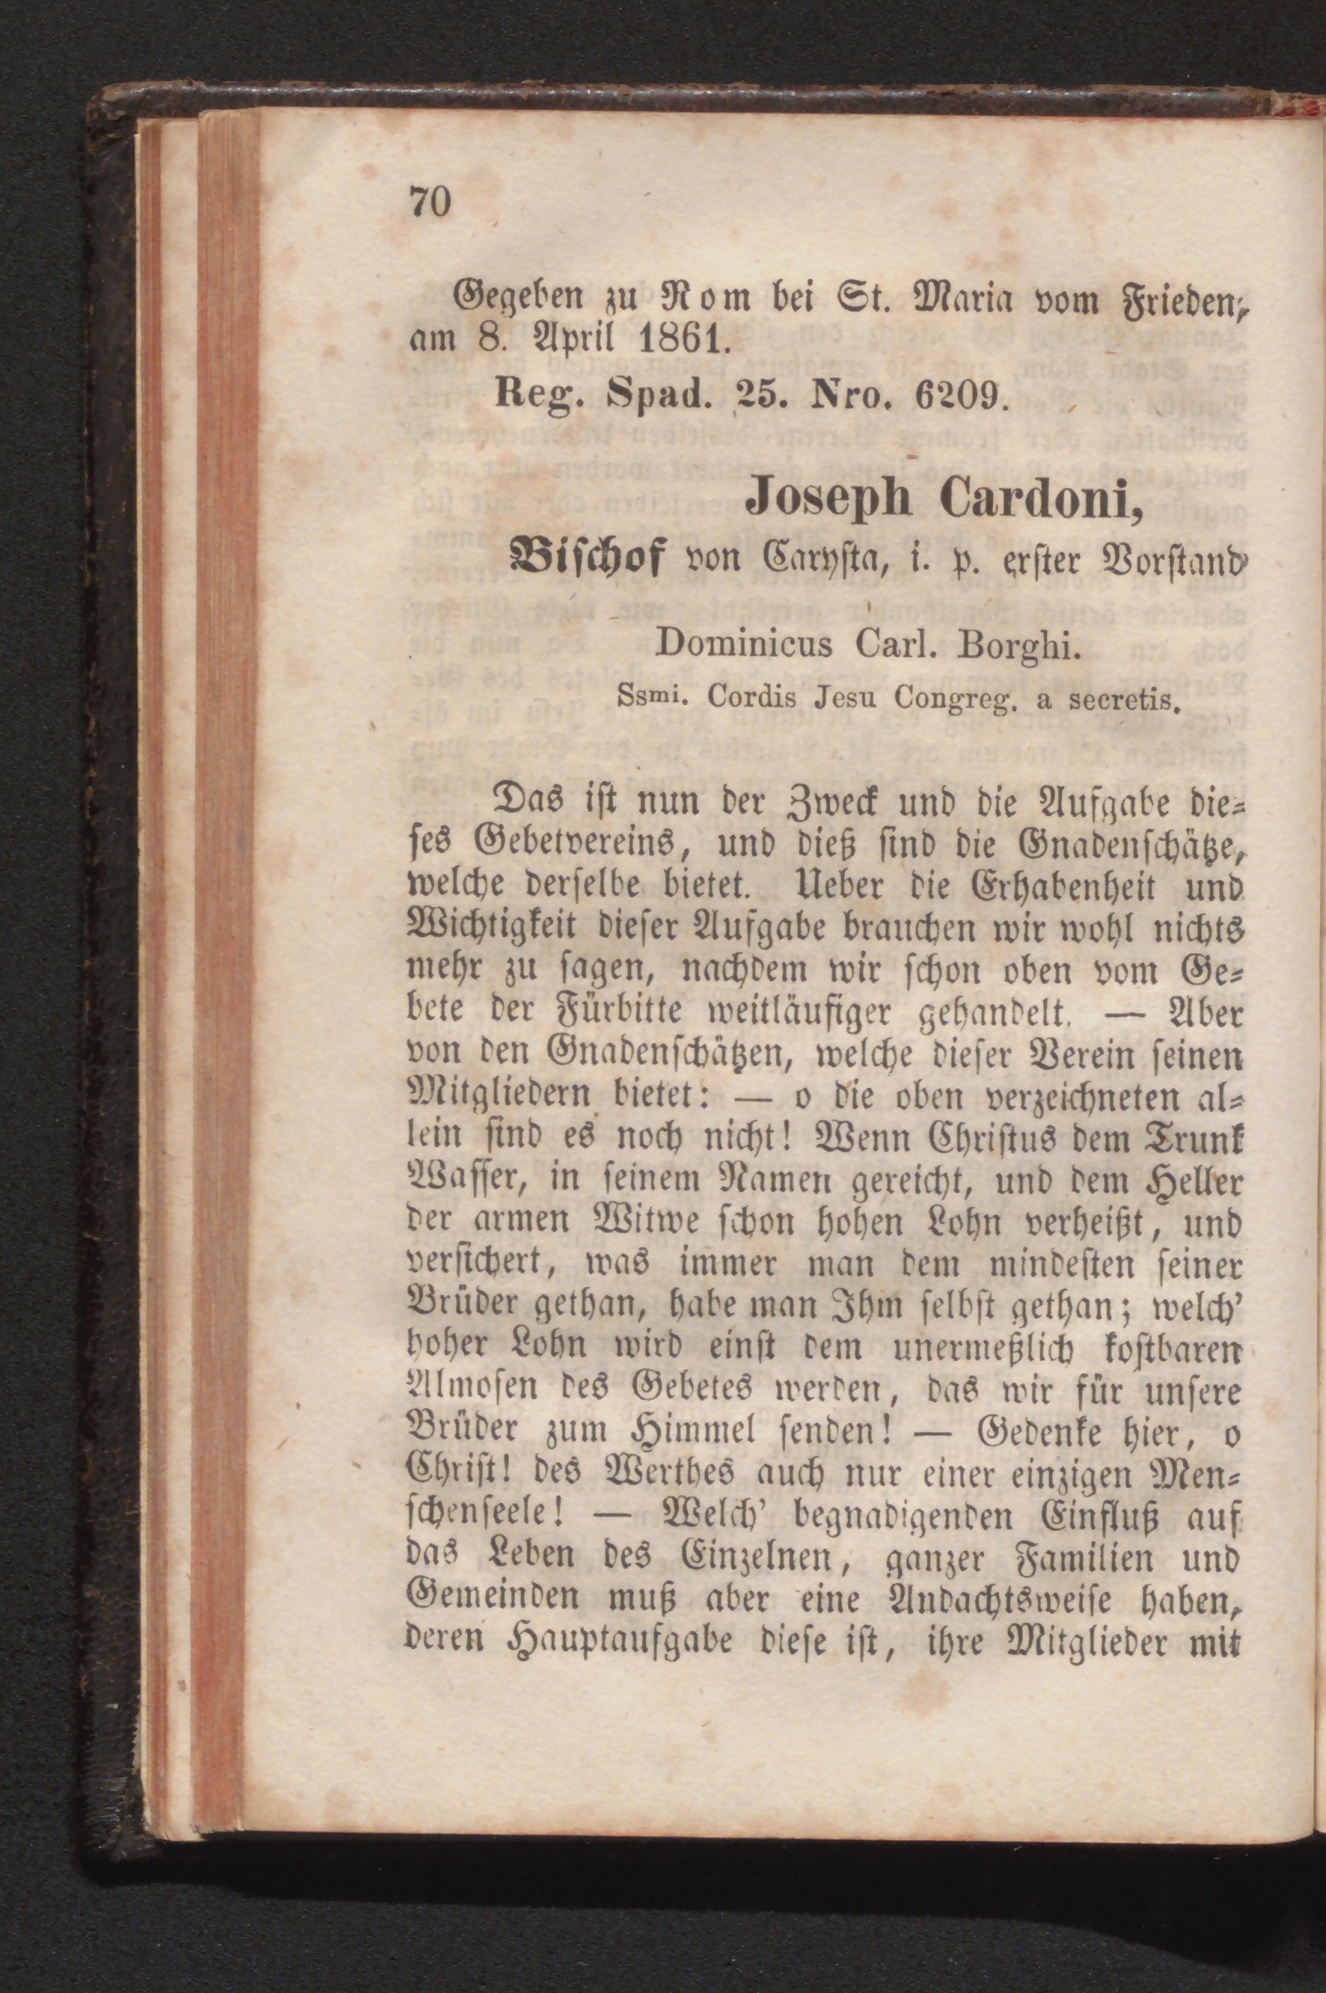 70
Gegeben zu Rom bei St. Maria vom Frieden,
am 8. April 1861.
Reg. Spad. 25. Nro. 6209.
Joseph Cardoni,
Bischof von Carysta, i. p. erster Vorstand
Dominicus Carl. Borghi.
Ssmi. Cordis Jesu Congreg. a secretis.
Das ist nun der Zweck und die Aufgabe die-
ses Gebetvereins, und dieß sind die Gnadenschätze,
welche derselbe bietet. Ueber die Erhabenheit und
Wichtigkeit dieser Aufgabe brauchen wir wohl nichts
mehr zu sagen, nachdem wir schon oben vom Ge-
bete der Fürbitte weitläufiger gehandelt. — Aber
von den Gnadenschätzen, welche dieser Verein seinen
Mitgliedern bietet: — o die oben verzeichneten al-
lein sind es noch nicht! Wenn Christus dem Trunk
Wasser, in seinem Namen gereicht, und dem Heller
der armen Witwe schon hohen Lohn verheißt, und
versichert, was immer man dem mindesten seiner
Brüder gethan, habe man Ihm selbst gethan; welch'
hoher Lohn wird einst dem unermeßlich kostbaren
Almosen des Gebetes werden, das wir für unsere
Brüder zum Himmel senden! — Gedenke hier, o
Christ! des Werthes auch nur einer einzigen Men-
schenseele! — Welch' begnadigenden Einfluß auf
das Leben des Einzelnen, ganzer Familien und
Gemeinden muß aber eine Andachtsweise haben,
deren Hauptaufgabe diese ist, ihre Mitglieder mit